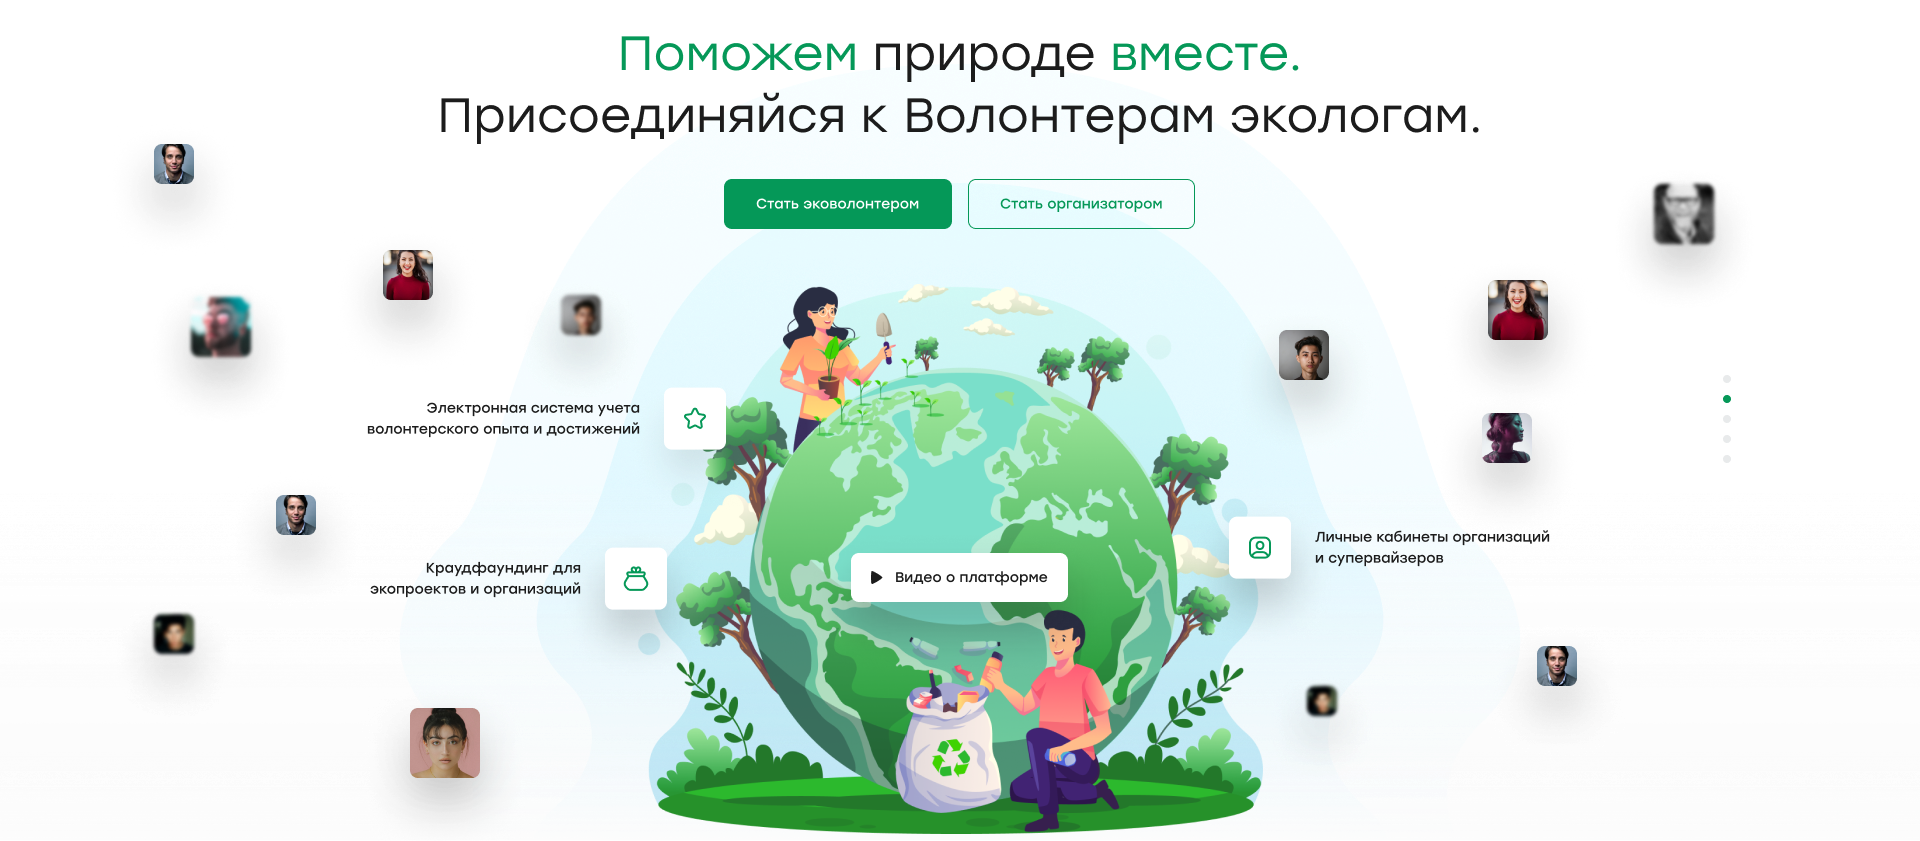 Поможем природе вместе.
Присоединяйся к Волонтерам экологам.
Стать эковолонтером
Стать организатором
Электронная система учета
волонтерского опыта и достижений
Краудфаундинг для
экопроектов и организаций
Личные кабинеты организаций
и супервайзеров
Видео о платформе